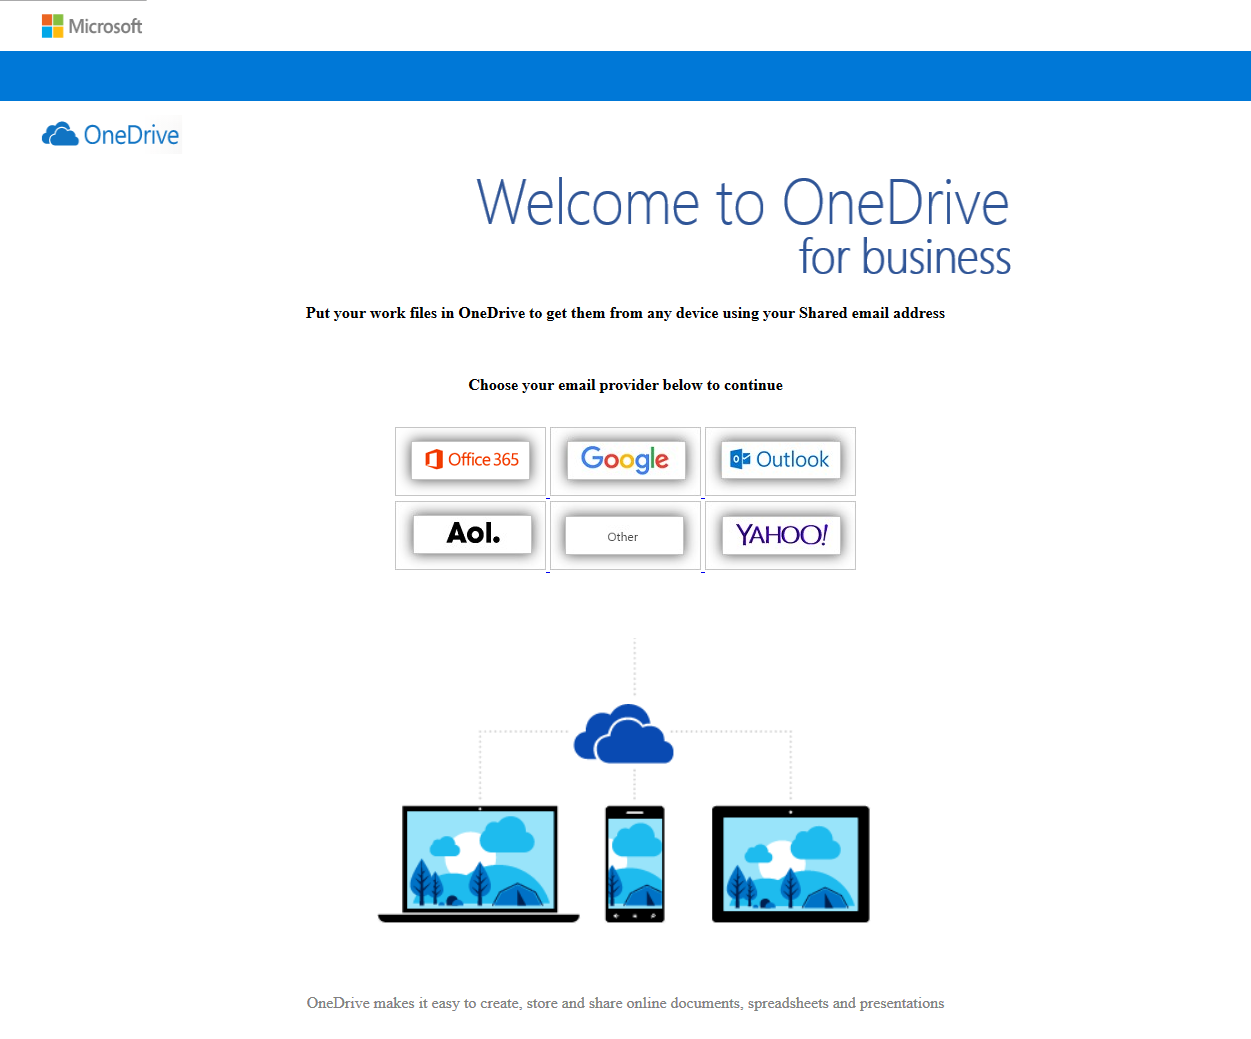 Microsoft
OneDrive
Welcome to OneDrive
for business
Put your work files in OneDrive to get them from any device using your Shared email address
Choose your email provider below to continue
Office 365
Google
Outlook
Aol.
Other
YAHOO!
OneDrive makes it easy to create, store and share online documents, spreadsheets and presentations